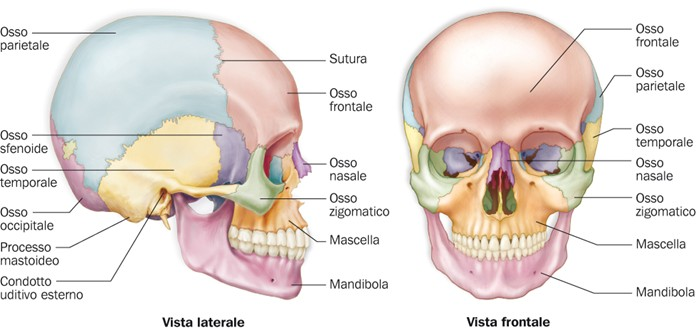 Osso
parietale
Osso
sfenoide
Osso
temporale
Osso
occipitale
Processo
mastoideo
Condotto
uditivo esterno
Sutura
Osso
frontale
Osso
nasale
Osso
zigomatico
Mascella
Mandibola
Vista laterale
Osso
frontale
Osso
parietale
Osso
temporale
Osso
nasale
Osso
zigomatico
Mascella
Mandibola
Vista frontale